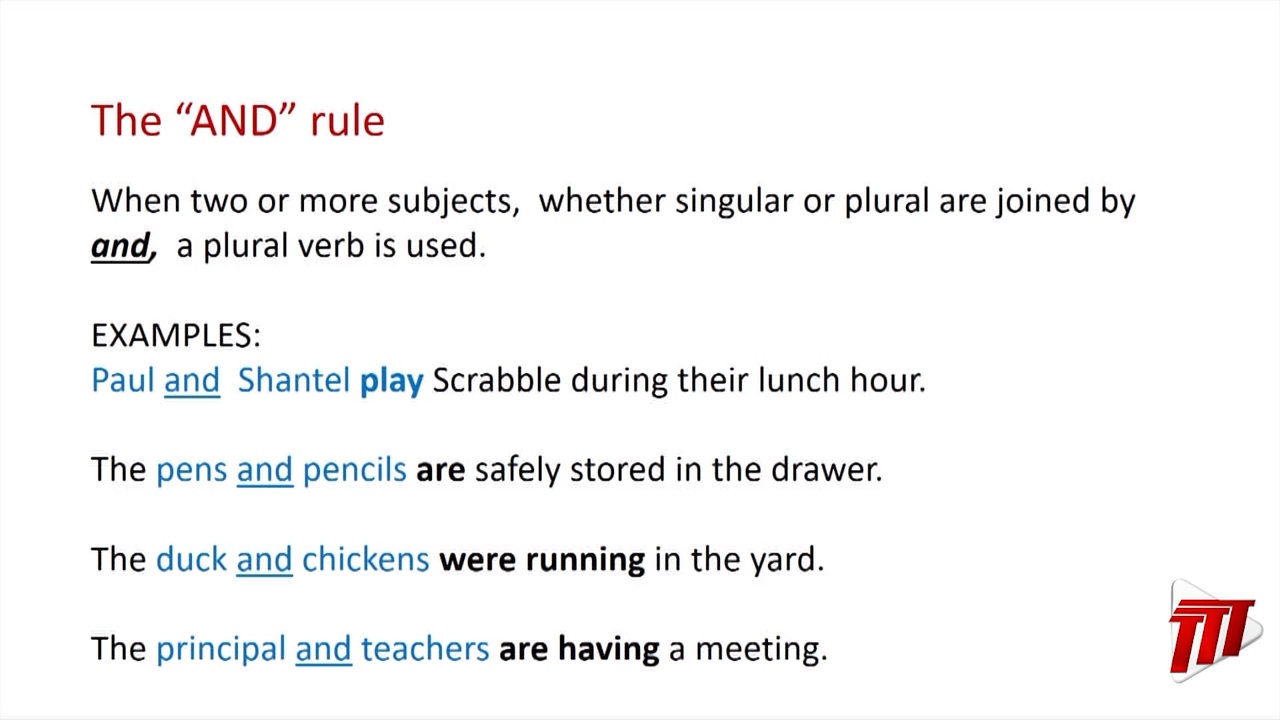 The “AND” rule
When two or more subjects,  whether singular or plural are joined by
and,  a plural verb is used.
EXAMPLES:
Paul and  Shantel play Scrabble during their lunch hour.
The pens and pencils are safely stored in the drawer.
The duck and chickens were running in the yard.
The principal and teachers are having a meeting.
TTT